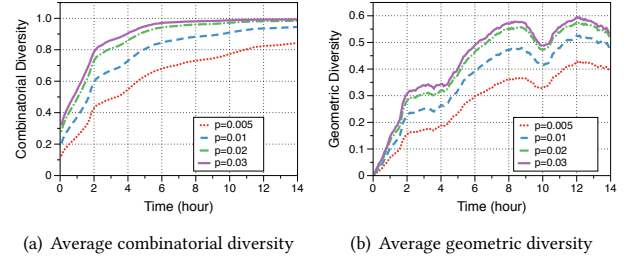 Combinatorial Diversity
1.0
0.8
0.6
0.4
0.2
0
0 2 4 6 8 10 12 14
Time (hour)
p=0.005
p=0.01
p=0.02
p=0.03
(a) Average combinatorial diversity
Geometric Diversity
0.6
0.5
0.4
0.3
0.2
0.1
0
0 2 4 6 8 10 12 14
Time (hour)
p=0.005
p=0.01
p=0.02
p=0.03
(b) Average geometric diversity